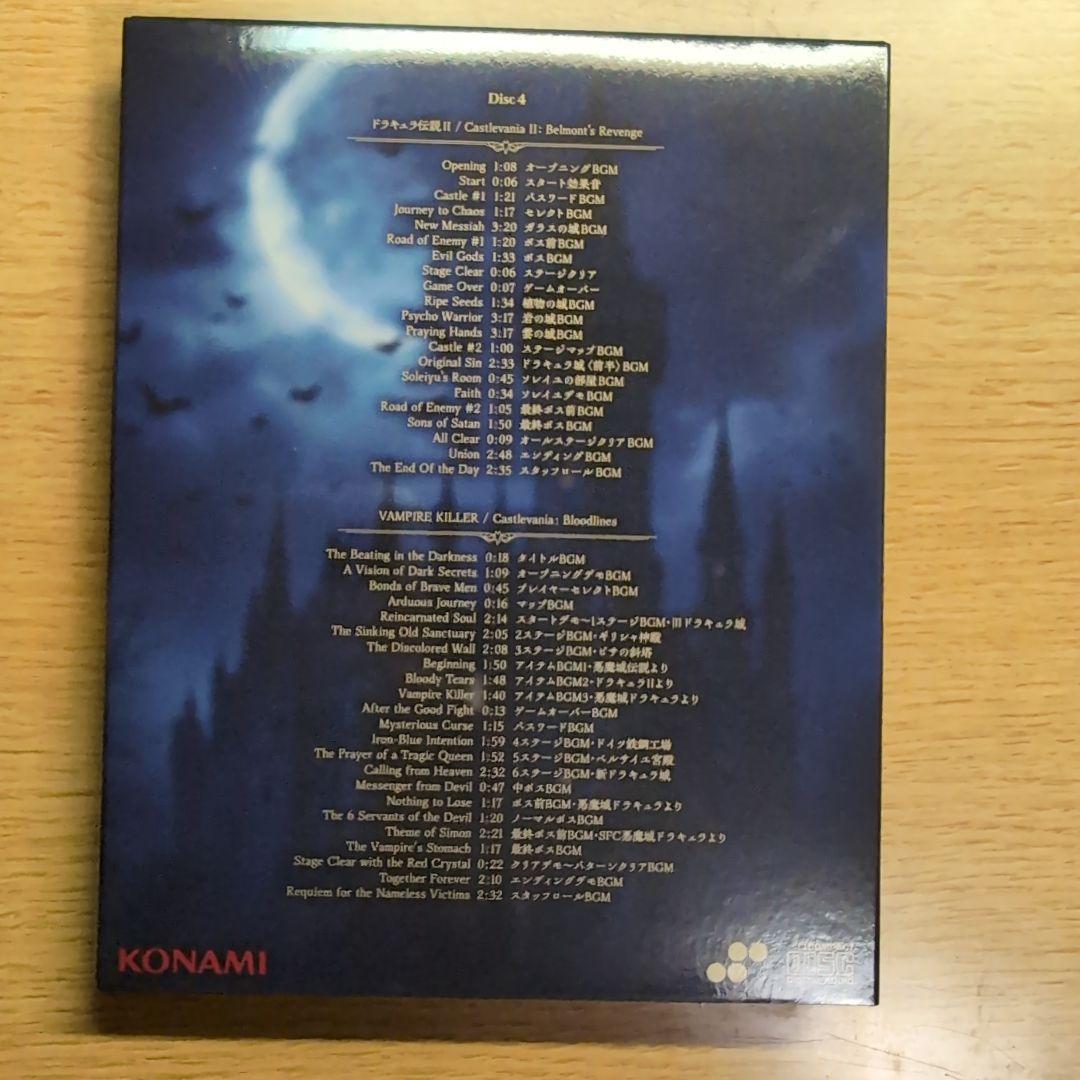 Disc 4
ドラキュラ伝説II / Castlevania II: Belmont's Revenge
Opening 1:08 オープニングBGM
Start 0:06 スタート効果音
Castle #1 1:21 パスワードBGM
Journey to Chaos 1:17 セレクトBGM
New Messiah 3:20 ガラスの城BGM
Road of Enemy #1 1:20 ボス前BGM
Evil Gods 1:33 ボスBGM
Stage Clear 0:06 ステージクリア
Game Over 0:07 ゲームオーバー
Ripe Seeds 1:34 植物の城BGM
Psycho Warrior 3:17 岩の城BGM
Praying Hands 3:17 雲の城BGM
Castle #2 1:00 ステージマップBGM
Original Sin 2:33 ドラキュラ城〈前半〉BGM
Soleiyu's Room 0:45 ソレイユの部屋BGM
Faith 0:34 ソレイユデモBGM
Road of Enemy #2 1:05 最終ボス前BGM
Sons of Satan 1:50 最終ボスBGM
All Clear 0:09 オールステージクリアBGM
Union 2:48 エンディングBGM
The End Of the Day 2:35 スタッフロールBGM
VAMPIRE KILLER / Castlevania: Bloodlines
The Beating in the Darkness 0:18 タイトルBGM
A Vision of Dark Secrets 1:09 オープニングデモBGM
Bonds of Brave Men 0:45 プレイヤーセレクトBGM
Arduous Journey 0:16 マップBGM
Reincarnated Soul 2:14 スタートデモ〜1ステージBGM・旧ドラキュラ城
The Sinking Old Sanctuary 2:05 2ステージBGM・ギリシャ神殿
The Discolored Wall 2:08 3ステージBGM・ピサの斜塔
Beginning 1:50 アイテムBGM1・悪魔城伝説より
Bloody Tears 1:48 アイテムBGM2・ドラキュラIIより
Vampire Killer 1:40 アイテムBGM3・悪魔城ドラキュラより
After the Good Fight 0:13 ゲームオーバーBGM
Mysterious Curse 1:15 パスワードBGM
Iron-Blue Intention 1:59 4ステージBGM・ドイツ鉄鋼工場
The Prayer of a Tragic Queen 1:52 5ステージBGM・ベルサイユ宮殿
Calling from Heaven 2:32 6ステージBGM・新ドラキュラ城
Messenger from Devil 0:47 中ボスBGM
Nothing to Lose 1:17 ボス前BGM・悪魔城ドラキュラより
The 6 Servants of the Devil 1:20 ノーマルボスBGM
Theme of Simon 2:21 最終ボス前BGM・SFC悪魔城ドラキュラより
The Vampire's Stomach 1:17 最終ボスBGM
Stage Clear with the Red Crystal 0:22 クリアデモ〜パターンクリアBGM
Together Forever 2:10 エンディングデモBGM
Requiem for the Nameless Victims 2:32 スタッフロールBGM
KONAMI
COMPACT
disc